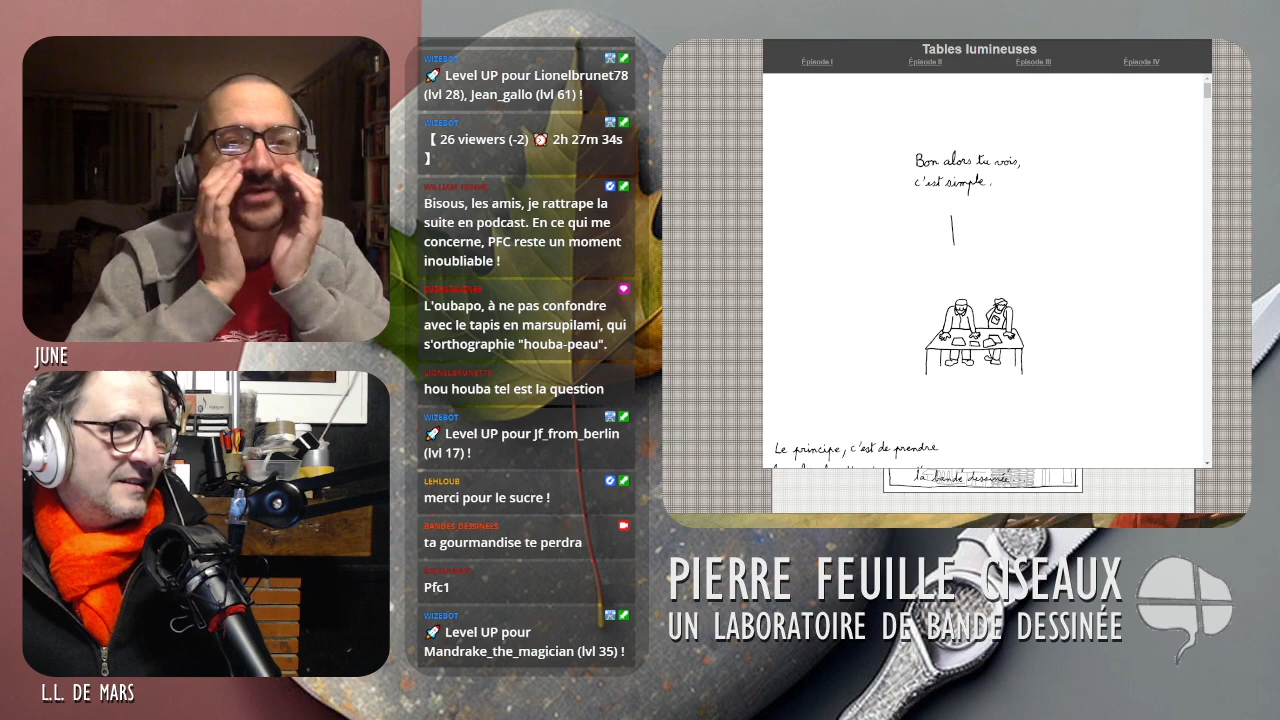 JUNE
L.L. DE MARS
WIZEBOT
🚀 Level UP pour Lionelbrunet78
(lvl 28), Jean_gallo (lvl 61) !
WIZEBOT
【 26 viewers (-2) ⏰ 2h 27m 34s
】
Bisous, les amis, je rattrape la
suite en podcast. En ce qui me
concerne, PFC reste un moment
inoubliable !
L'oubapo, à ne pas confondre
avec le tapis en marsupilami, qui
s'orthographie "houba-peau".
hou houba tel est la question
WIZEBOT
🚀 Level UP pour Jf_from_berlin
(lvl 17) !
LEHLOUB
merci pour le sucre !
BANDES DESSINEES
ta gourmandise te perdra
Pfc1
WIZEBOT
🚀 Level UP pour
Mandrake_the_magician (lvl 35) !
Tables lumineuses
Épisode I Épisode II Épisode III Épisode IV
Bon alors tu vois,
c'est simple.
Le principe, c'est de prendre
la bande dessinée
PIERRE FEUILLE CISEAUX
UN LABORATOIRE DE BANDE DESSINÉE